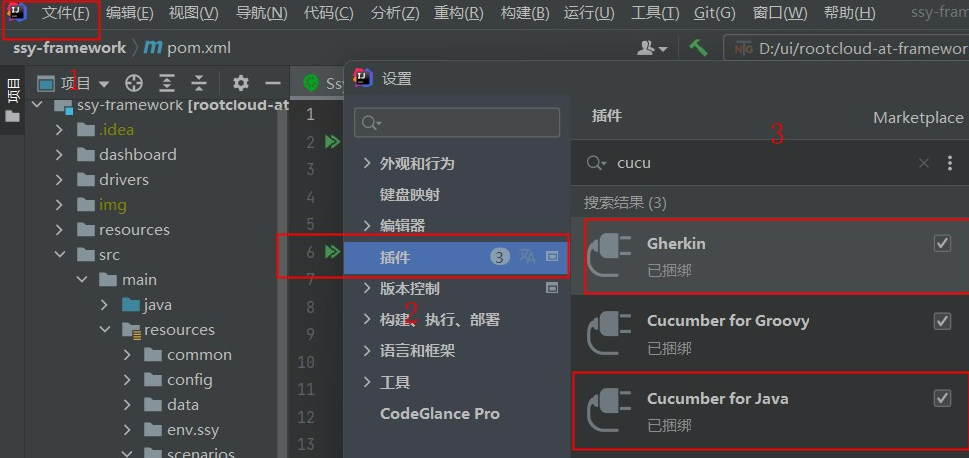 文件(F) 编辑(E) 视图(V) 导航(N) 代码(C) 分析(Z) 重构(R) 构建(B) 运行(U) 工具(T) Git(G) 窗口(W) 帮助(H) ssy-fram
ssy-framework pom.xml D:/ui/rootcloud-at-framewor
项目
1
项目
Ss
ssy-framework [rootcloud-at
.idea
dashboard
drivers
img
resources
src
main
java
resources
common
config
data
env.ssy
scenarios
1
2
3
4
5
6
7
8
9
10
11
12
13
设置
外观和行为
键盘映射
编辑器
插件 3
版本控制
2
构建、执行、部署
语言和框架
工具
CodeGlance Pro
插件 Marketplace
3
cucu
搜索结果 (3)
Gherkin
已捆绑
Cucumber for Groovy
已捆绑
Cucumber for Java
已捆绑